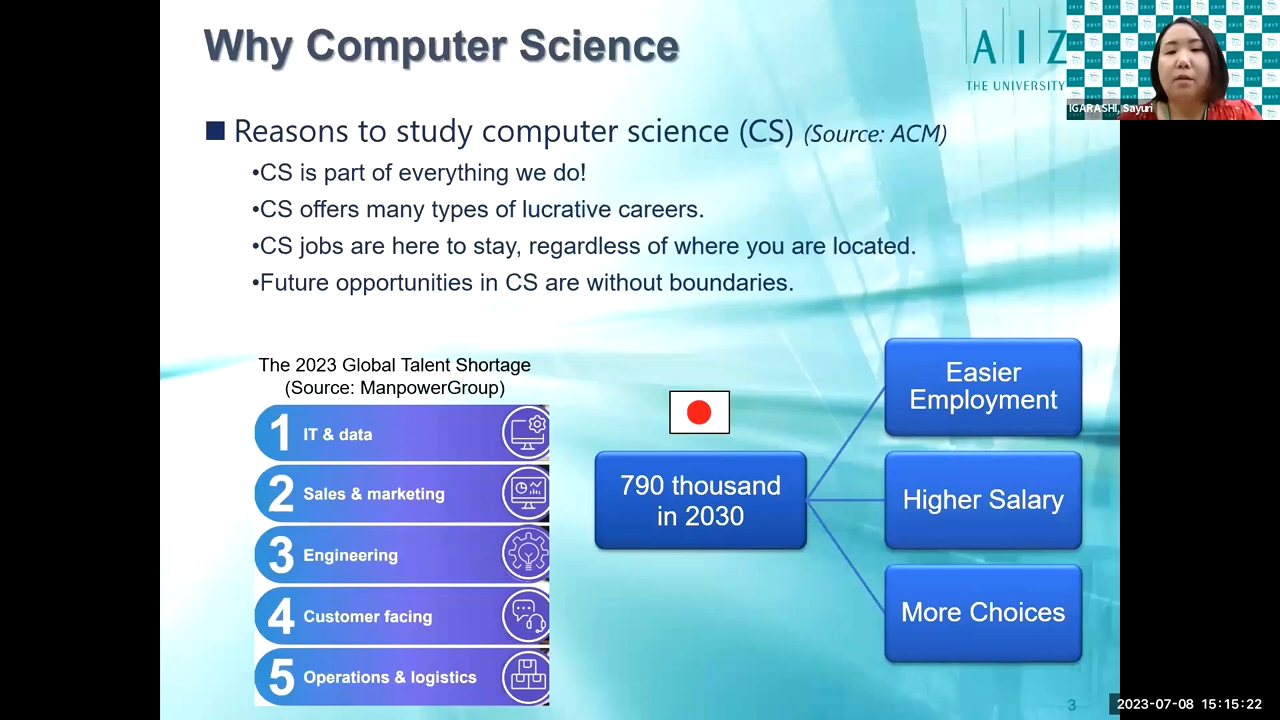 Why Computer Science
AIZ
THE UNIVERSITY
IGARASHI, Sayuri
■ Reasons to study computer science (CS) (Source: ACM)
•CS is part of everything we do!
•CS offers many types of lucrative careers.
•CS jobs are here to stay, regardless of where you are located.
•Future opportunities in CS are without boundaries.
The 2023 Global Talent Shortage
(Source: ManpowerGroup)
1 IT & data
2 Sales & marketing
3 Engineering
4 Customer facing
5 Operations & logistics
790 thousand
in 2030
Easier
Employment
Higher Salary
More Choices
3
2023-07-08 15:15:22